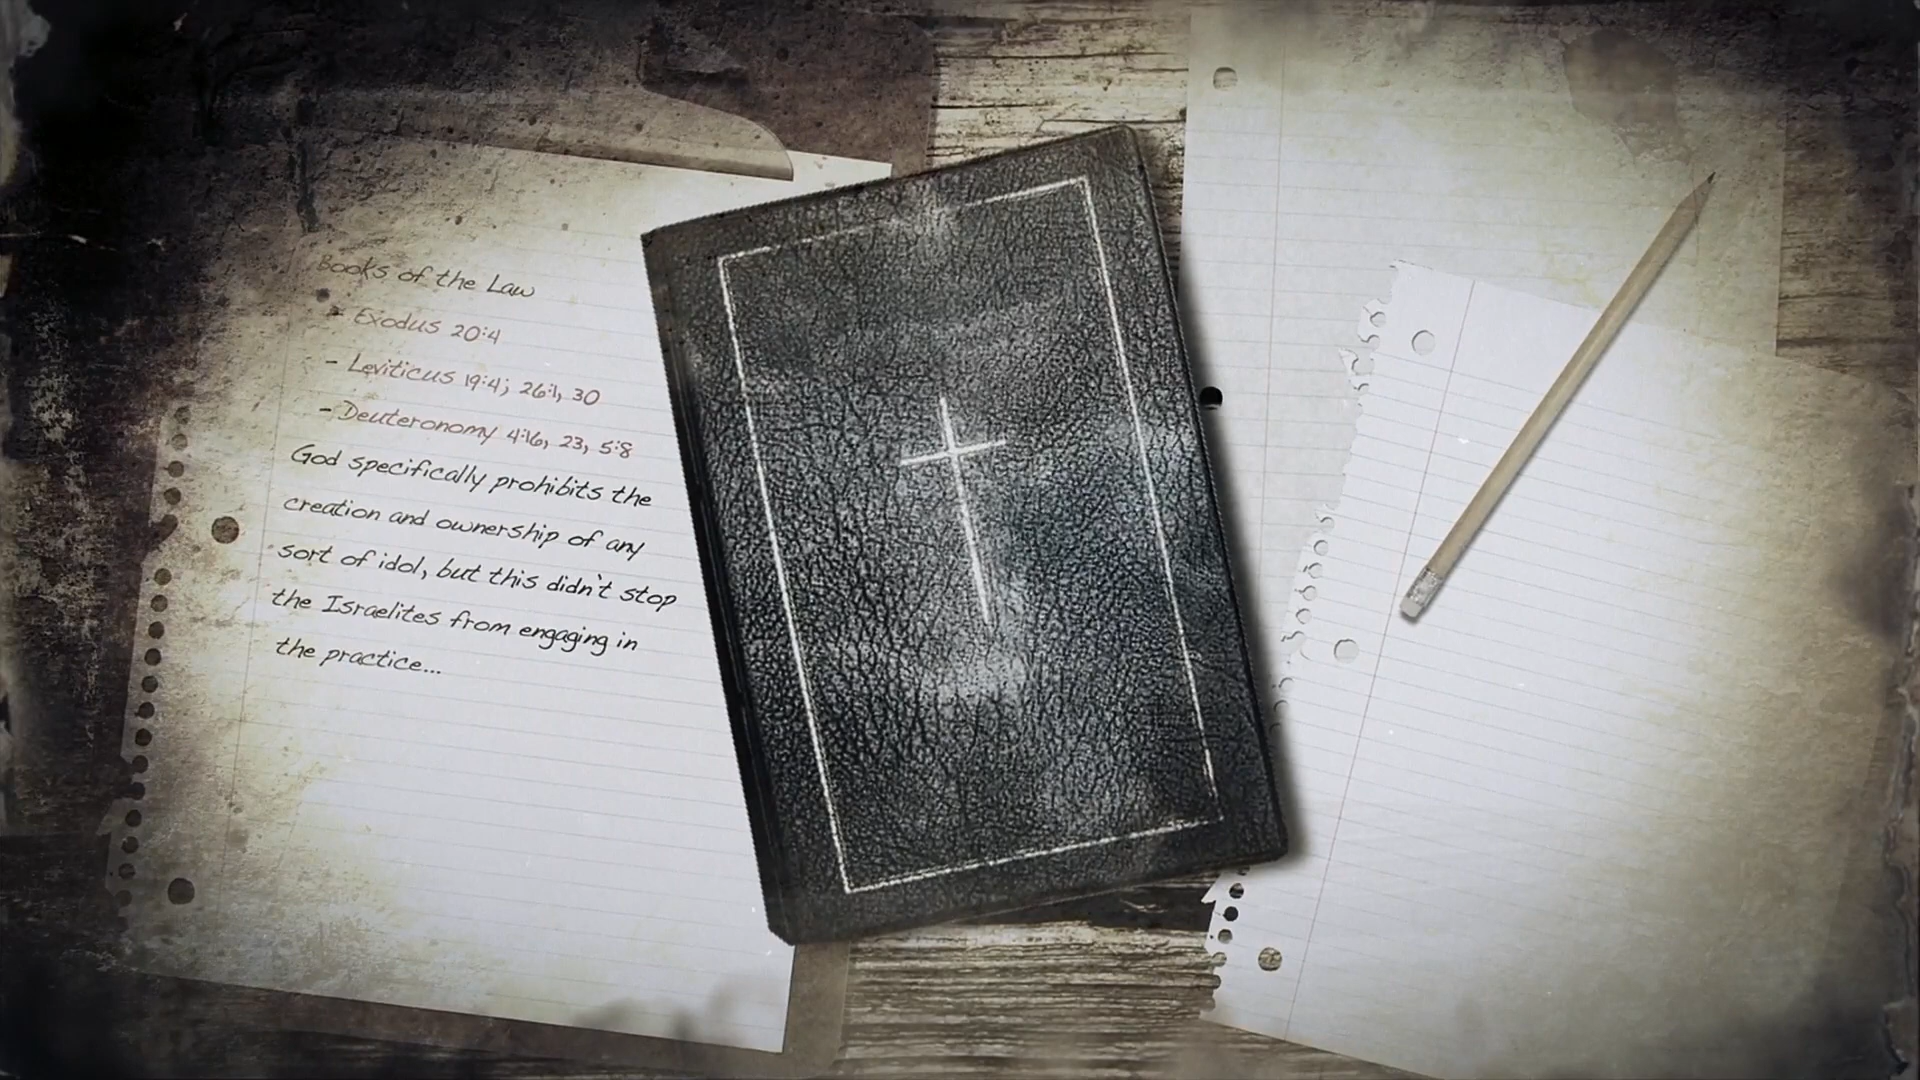 Books of the Law
- Exodus 20:4
- Leviticus 19:4; 26:1, 30
- Deuteronomy 4:16, 23, 5:8
God specifically prohibits the
creation and ownership of any
sort of idol, but this didn't stop
the Israelites from engaging in
the practice...